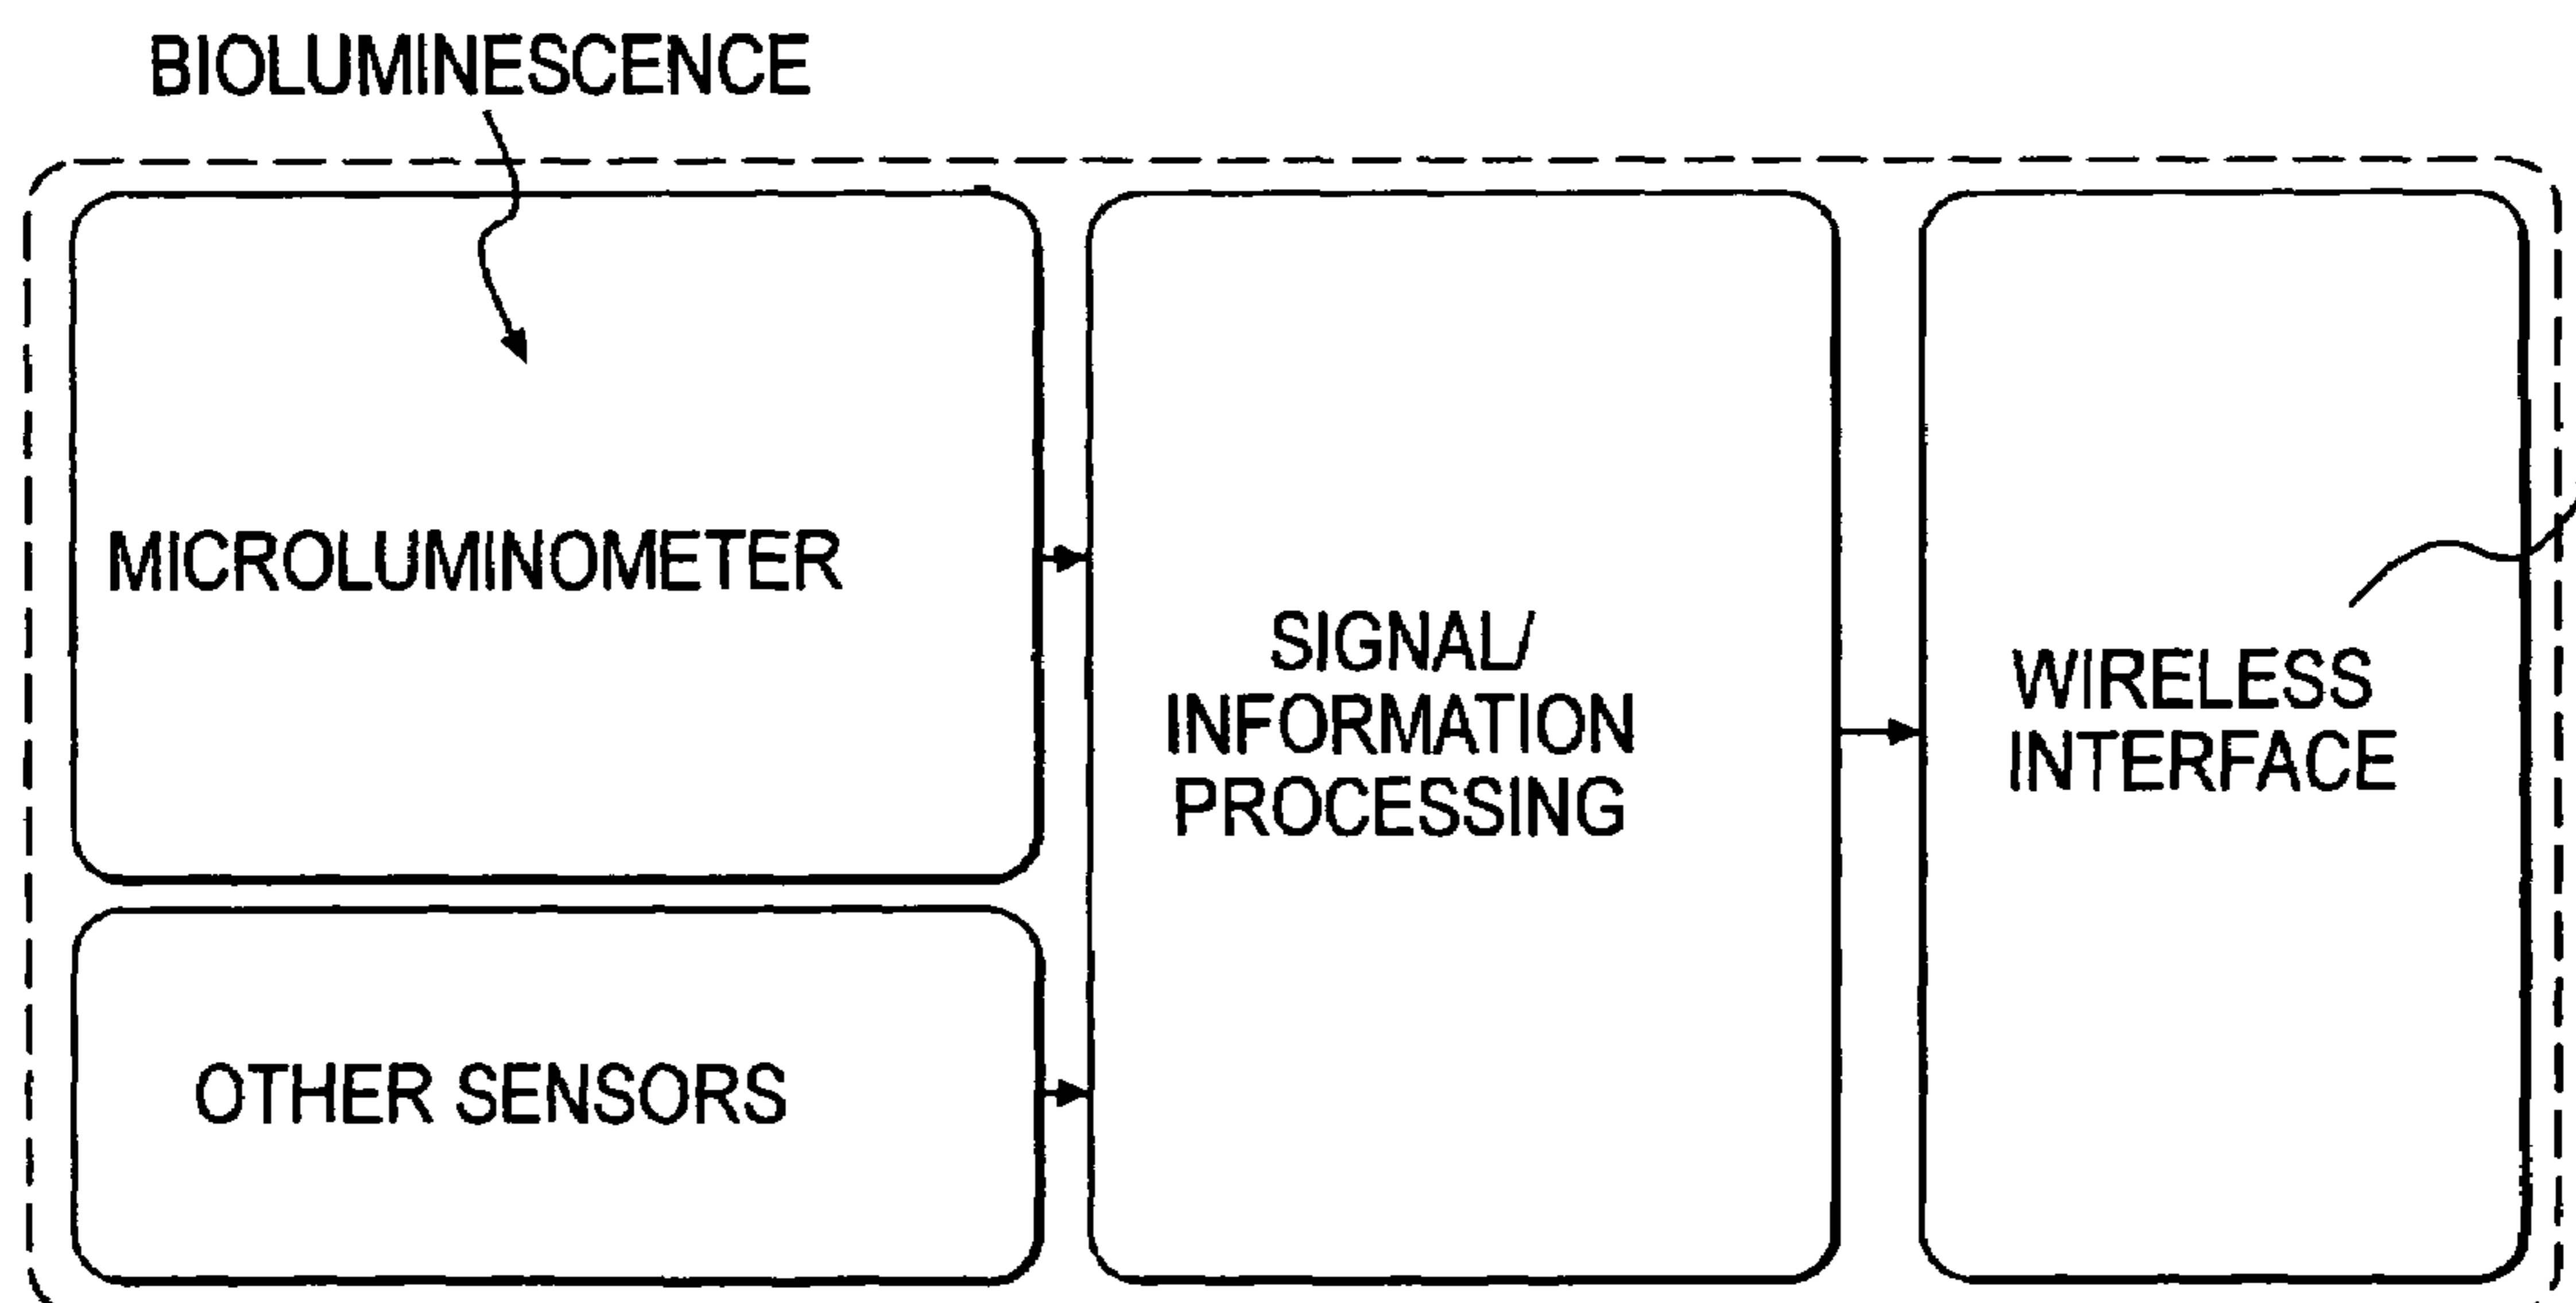 BIOLUMINESCENCE
MICROLUMINOMETER
SIGNAL/
INFORMATION
PROCESSING
WIRELESS
INTERFACE
OTHER SENSORS